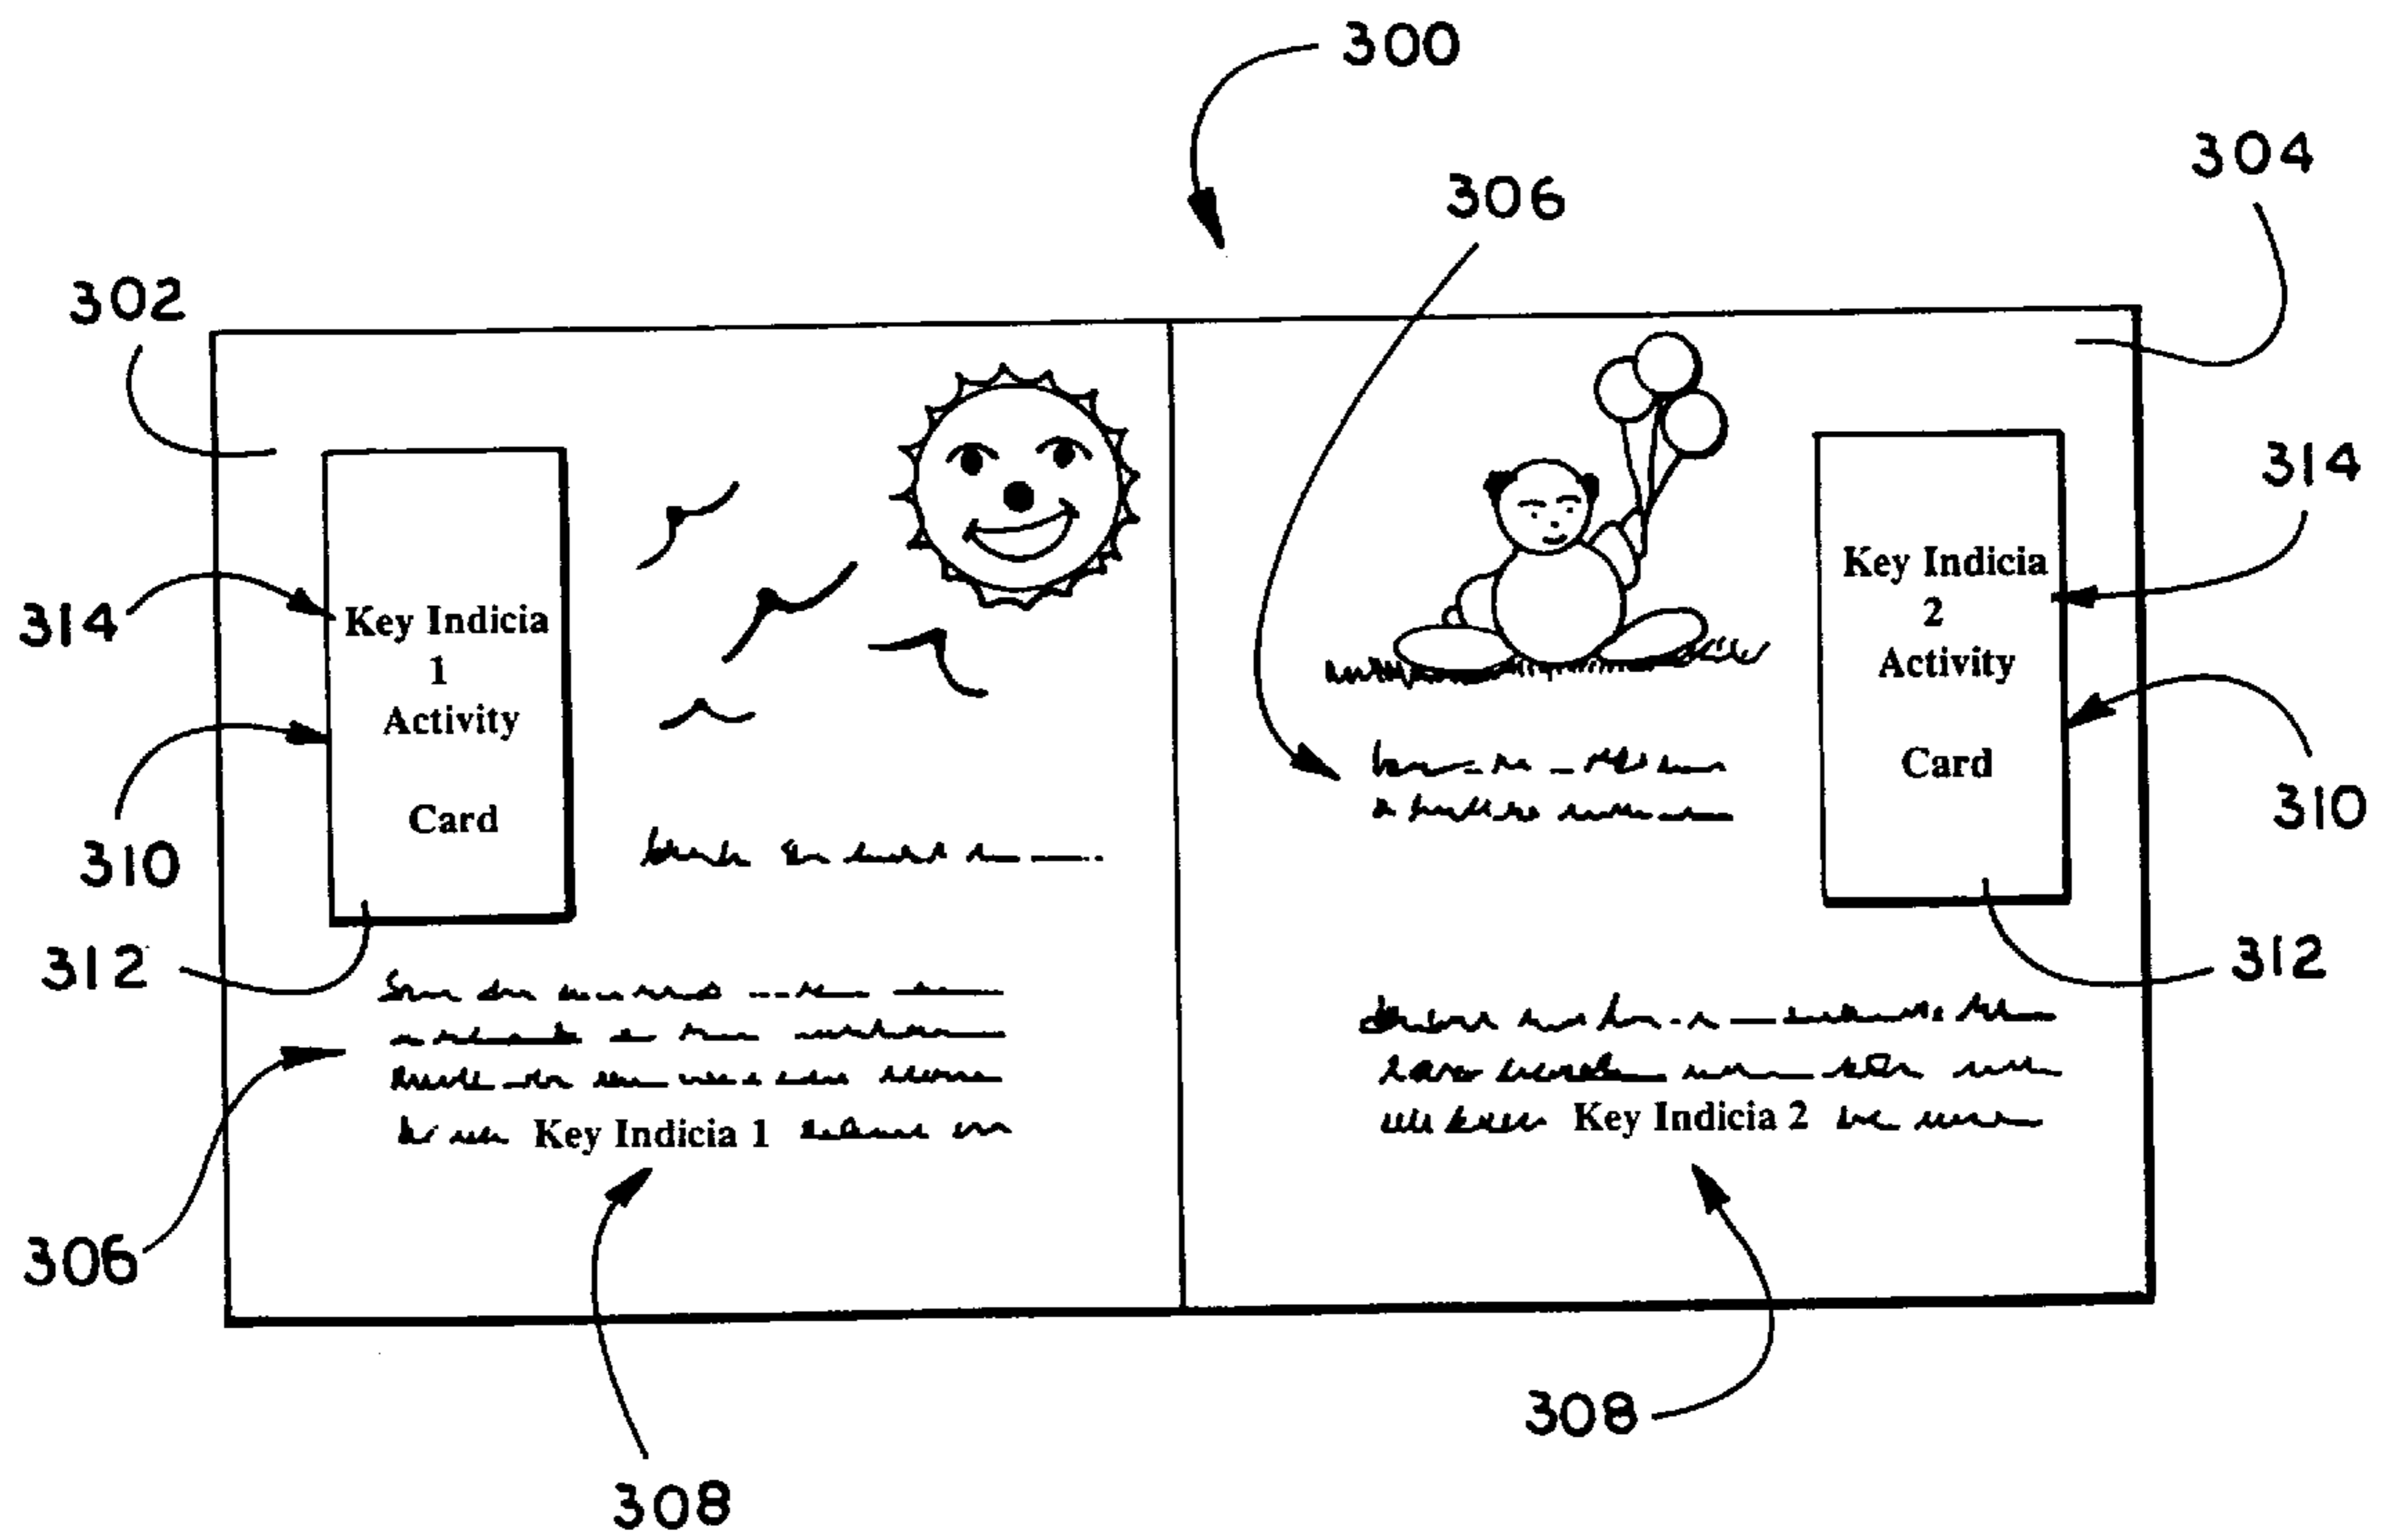 300
304
306
302
314
Key Indicia
1
Activity
Card
Key Indicia
2
Activity
Card
314
310
310
312
312
Key Indicia 1
Key Indicia 2
306
308
308